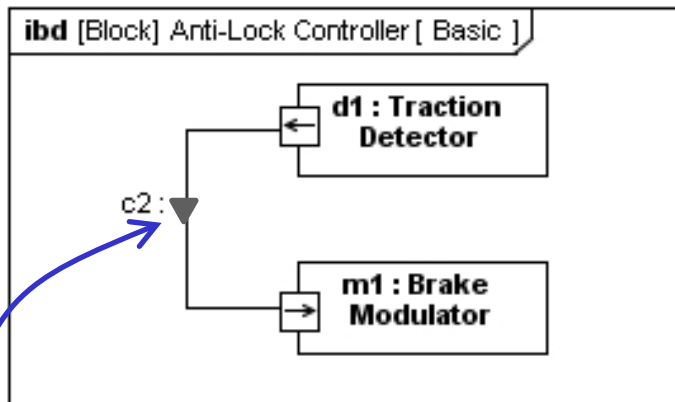 ibd [Block] Anti-Lock Controller [ Basic ]
d1 : Traction
Detector
c2 :
m1 : Brake
Modulator